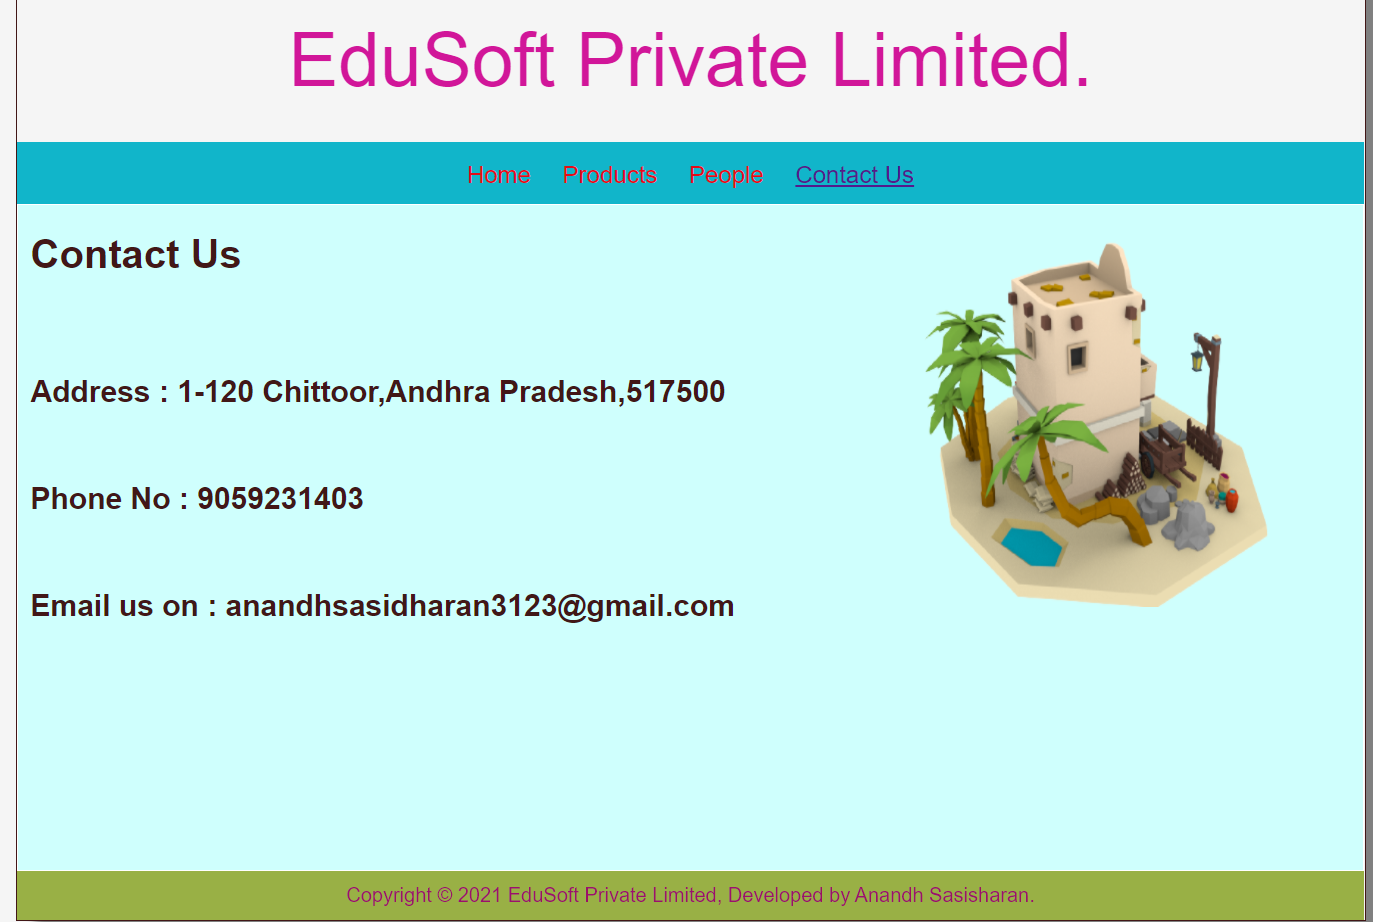 EduSoft Private Limited.
Home Products People Contact Us
Contact Us
Address : 1-120 Chittoor,Andhra Pradesh,517500
Phone No : 9059231403
Email us on : anandhsasidharan3123@gmail.com
Copyright © 2021 EduSoft Private Limited, Developed by Anandh Sasisharan.